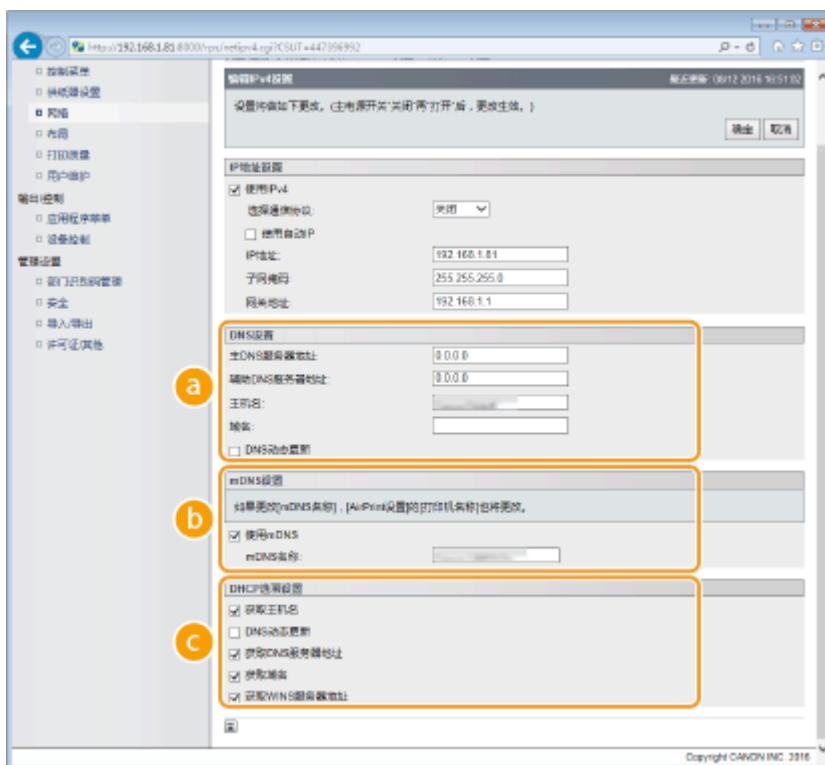 http://192.168.1.81:8000/rps/netipv4.cgi?CSUT=447896992
控制菜单
供纸器设置
网络
布局
打印质量
用户维护
输出/控制
应用程序菜单
设备控制
管理设置
部门识别码管理
安全
导入/导出
许可证/其他
编辑IPv4设置
最近更新: 08/12 2016 16:51:02
设置将做如下更改。(主电源开关“关闭”再“打开”后，更改生效。)
确定 取消
IP地址设置
使用IPv4
选择通信协议: 关闭
使用自动IP
IP地址: 192.168.1.81
子网掩码: 255.255.255.0
网关地址: 192.168.1.1
DNS设置
a
主DNS服务器地址: 0.0.0.0
辅助DNS服务器地址: 0.0.0.0
主机名:
域名:
DNS动态更新
mDNS设置
b
如果更改[mDNS名称]，[AirPrint设置]的[打印机名称]也将更改。
使用mDNS
mDNS名称:
DHCP选项设置
c
获取主机名
DNS动态更新
获取DNS服务器地址
获取域名
获取WINS服务器地址
Copyright CANON INC. 2016